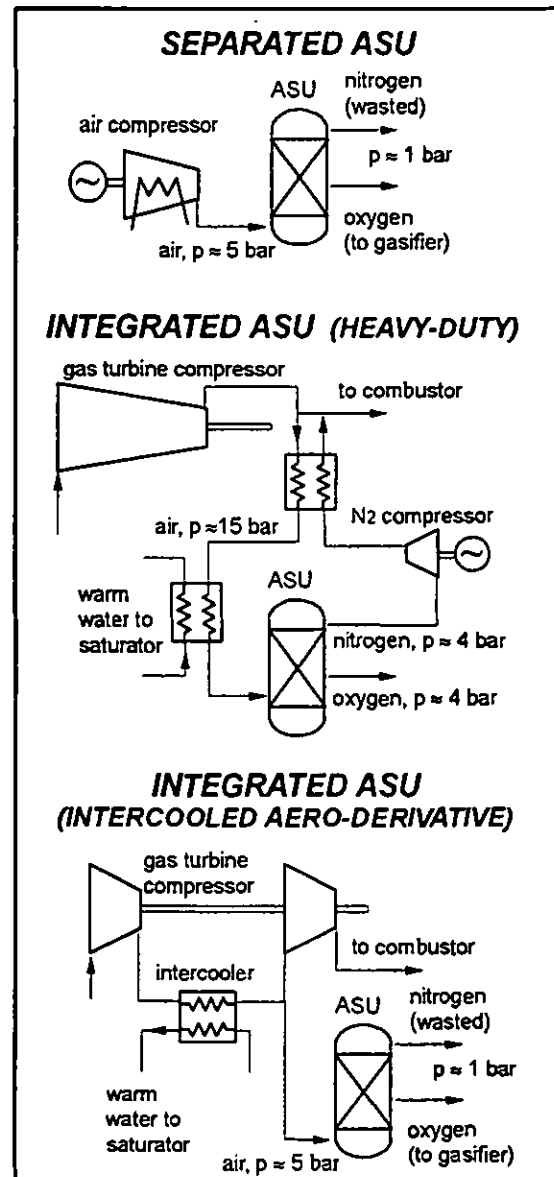 SEPARATED ASU
ASU
nitrogen
(wasted)
air compressor
p ≈ 1 bar
~
oxygen
(to gasifier)
air, p ≈ 5 bar
INTEGRATED ASU (HEAVY-DUTY)
gas turbine compressor
to combustor
air, p ≈15 bar
N2 compressor
~
ASU
warm
water to
saturator
nitrogen, p ≈ 4 bar
oxygen, p ≈ 4 bar
INTEGRATED ASU
(INTERCOOLED AERO-DERIVATIVE)
gas turbine
compressor
to combustor
intercooler
ASU
nitrogen
(wasted)
p ≈ 1 bar
warm
water to
saturator
oxygen
(to gasifier)
air, p ≈ 5 bar